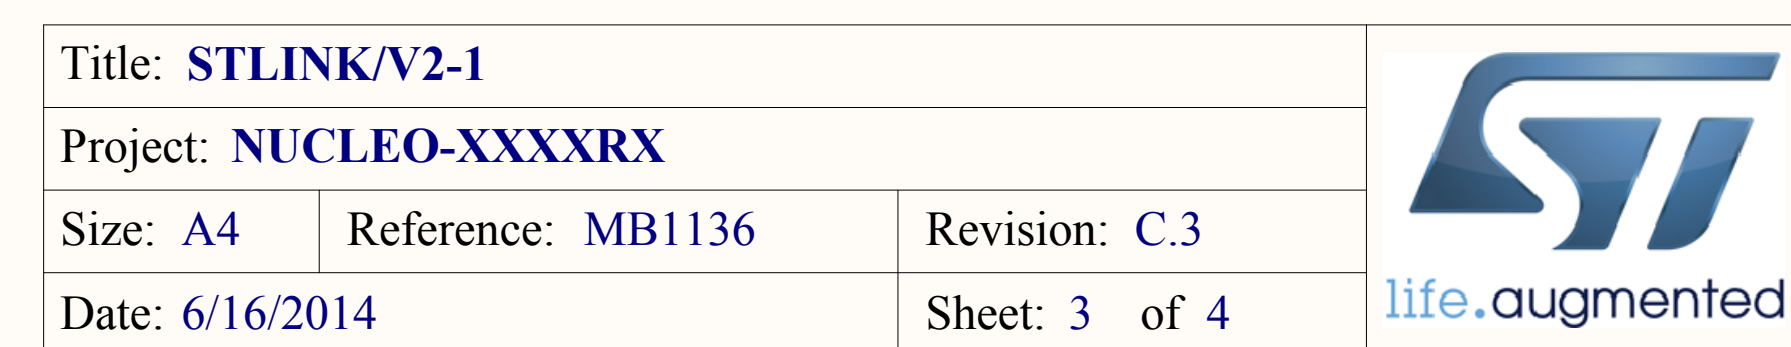 Title: STLINK/V2-1
Project: NUCLEO-XXXXRX
Size: A4 Reference: MB1136 Revision: C.3
Date: 6/16/2014 Sheet: 3 of 4
ST
life.augmented